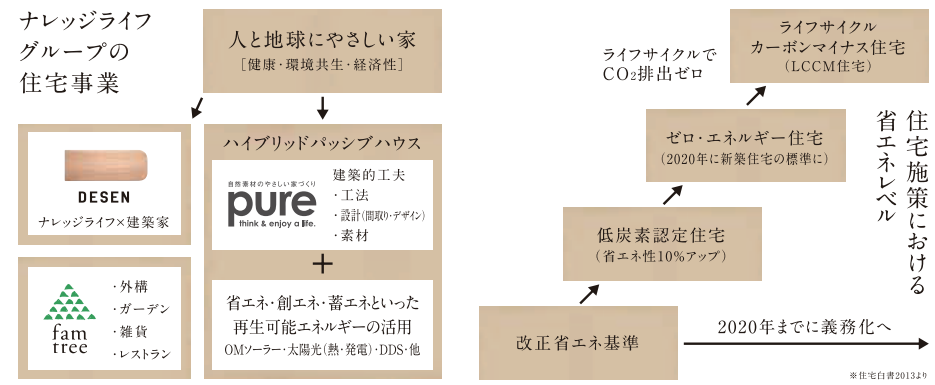 ナレッジライフ
グループの
住宅事業
人と地球にやさしい家
［健康・環境共生・経済性］
DESEN
ナレッジライフ×建築家
fam
tree
・外構
・ガーデン
・雑貨
・レストラン
ハイブリッドパッシブハウス
自然素材のやさしい家づくり
pure
think & enjoy a life.
建築的工夫
・工法
・設計（間取り・デザイン）
・素材
＋
省エネ・創エネ・蓄エネといった
再生可能エネルギーの活用
OMソーラー・太陽光（熱・発電）・DDS・他
住宅施策における
省エネレベル
ライフサイクル
カーボンマイナス住宅
（LCCM住宅）
ライフサイクルで
CO2排出ゼロ
ゼロ・エネルギー住宅
（2020年に新築住宅の標準に）
低炭素認定住宅
（省エネ性10%アップ）
改正省エネ基準
2020年までに義務化へ
※住宅白書2013より